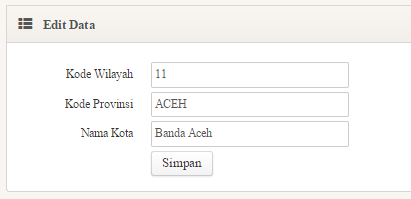 Edit Data
Kode Wilayah 11
Kode Provinsi ACEH
Nama Kota Banda Aceh
Simpan